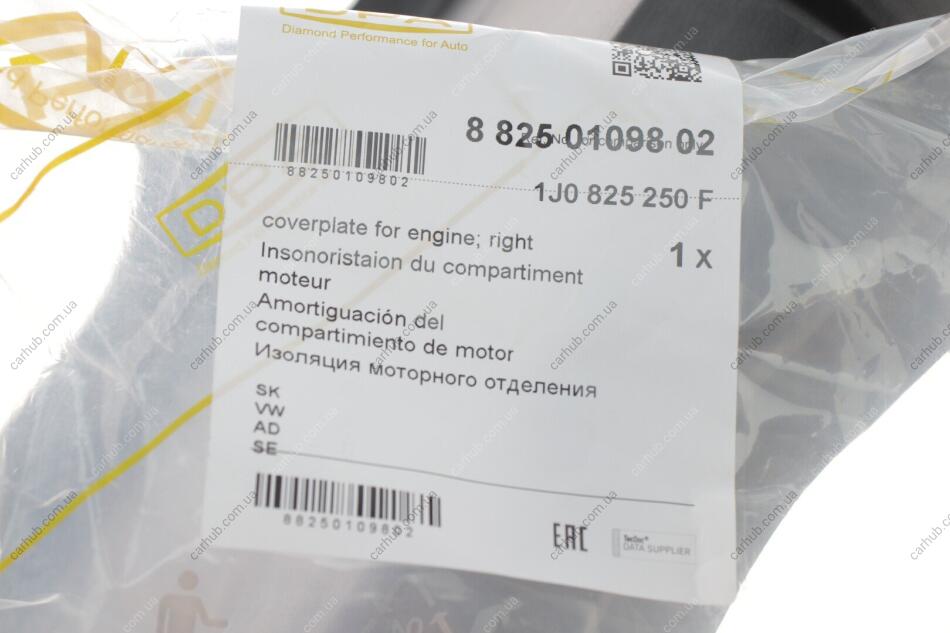 DPA
Diamond Performance for Auto
8 825 01098 02
88250109802
1J0 825 250 F
coverplate for engine; right
1 x
Insonoristaion du compartiment
moteur
Amortiguación del
compartimiento de motor
Изоляция моторного отделения
SK
VW
AD
SE
88250109802
EAC
TecDoc®
DATA SUPPLIER
carhub.com.ua